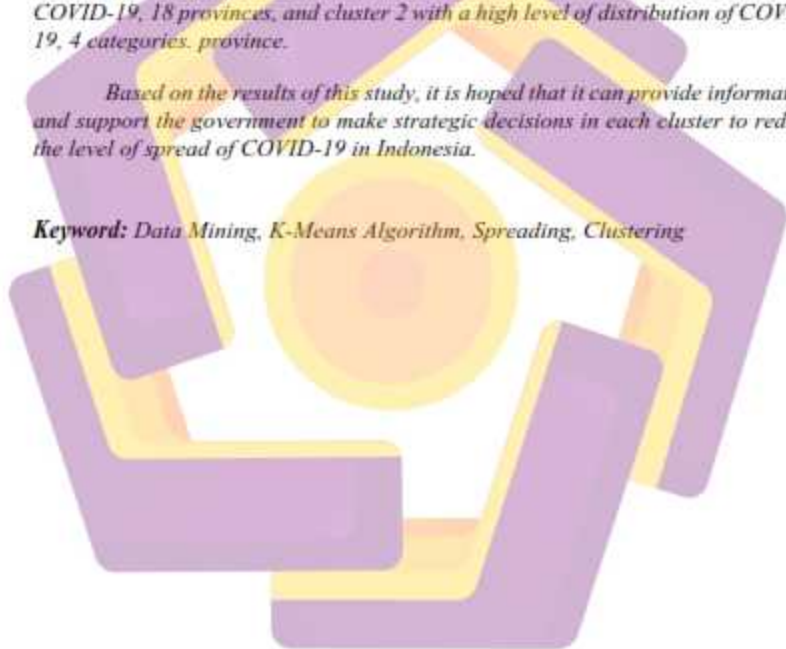 COVID-19, 18 provinces, and cluster 2 with a high level of distribution of COV
19, 4 categories. province.
Based on the results of this study, it is hoped that it can provide informa
and support the government to make strategic decisions in each cluster to red
the level of spread of COVID-19 in Indonesia.
Keyword: Data Mining, K-Means Algorithm, Spreading, Clustering